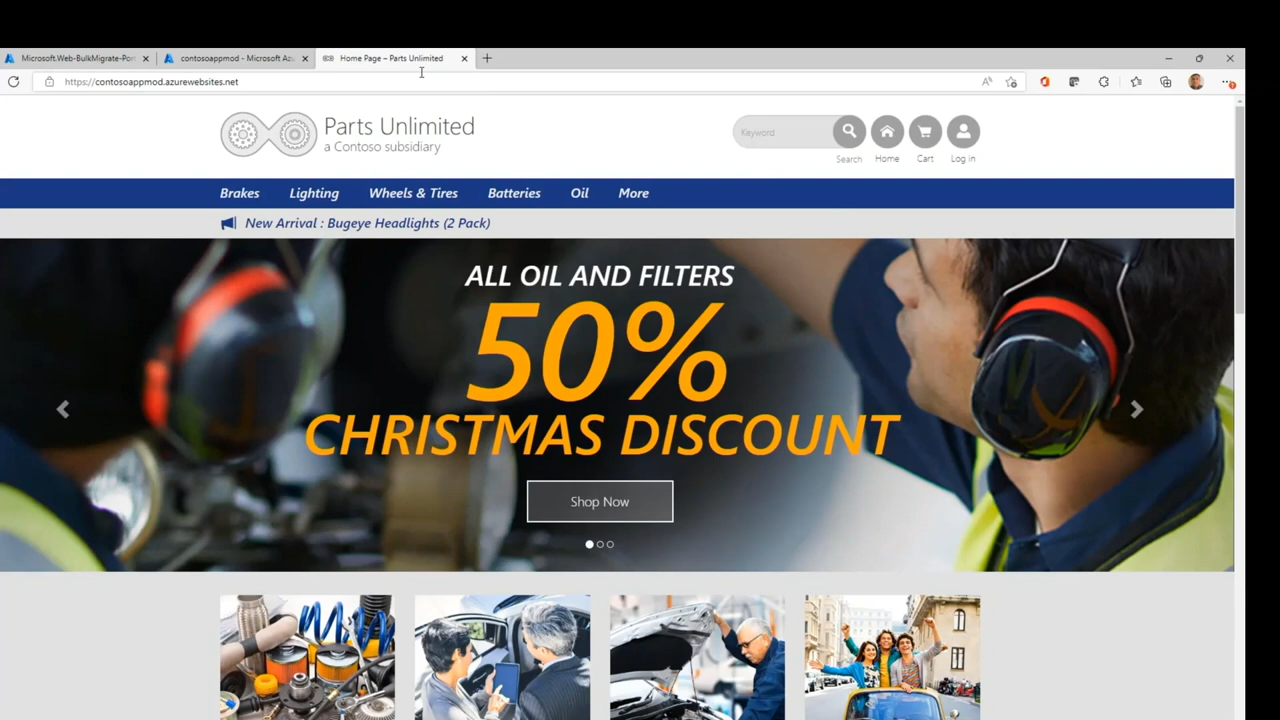 Microsoft.Web-BulkMigrate-Por
contosoappmod - Microsoft Az
Home Page – Parts Unlimited
https://contosoappmod.azurewebsites.net
Parts Unlimited
a Contoso subsidiary
Keyword
Search
Home
Cart
Log in
Brakes
Lighting
Wheels & Tires
Batteries
Oil
More
New Arrival : Bugeye Headlights (2 Pack)
ALL OIL AND FILTERS
50%
CHRISTMAS DISCOUNT
Shop Now